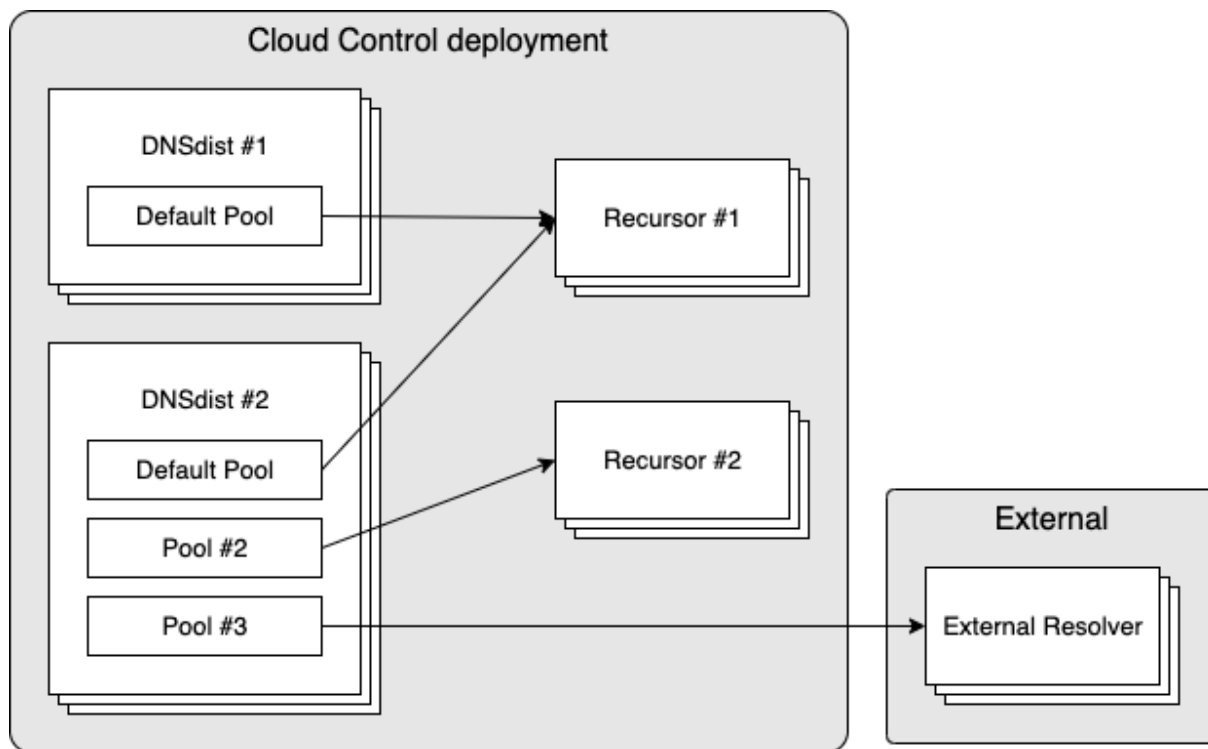 Cloud Control deployment
DNSdist #1
Default Pool
Recursor #1
DNSdist #2
Default Pool
Recursor #2
Pool #2
Pool #3
External
External Resolver